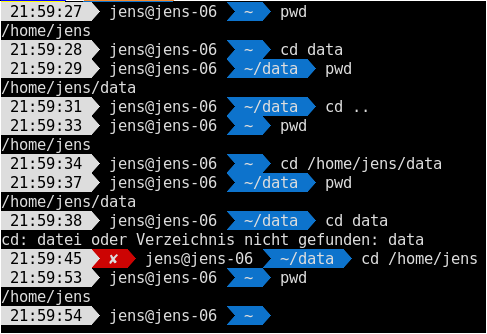 21:59:27 jens@jens-06 ~ pwd
/home/jens
21:59:28 jens@jens-06 ~ cd data
21:59:29 jens@jens-06 ~/data pwd
/home/jens/data
21:59:31 jens@jens-06 ~/data cd ..
21:59:33 jens@jens-06 ~ pwd
/home/jens
21:59:34 jens@jens-06 ~ cd /home/jens/data
21:59:37 jens@jens-06 ~/data pwd
/home/jens/data
21:59:38 jens@jens-06 ~/data cd data
cd: datei oder Verzeichnis nicht gefunden: data
21:59:45 ✘ jens@jens-06 ~/data cd /home/jens
21:59:53 jens@jens-06 ~ pwd
/home/jens
21:59:54 jens@jens-06 ~